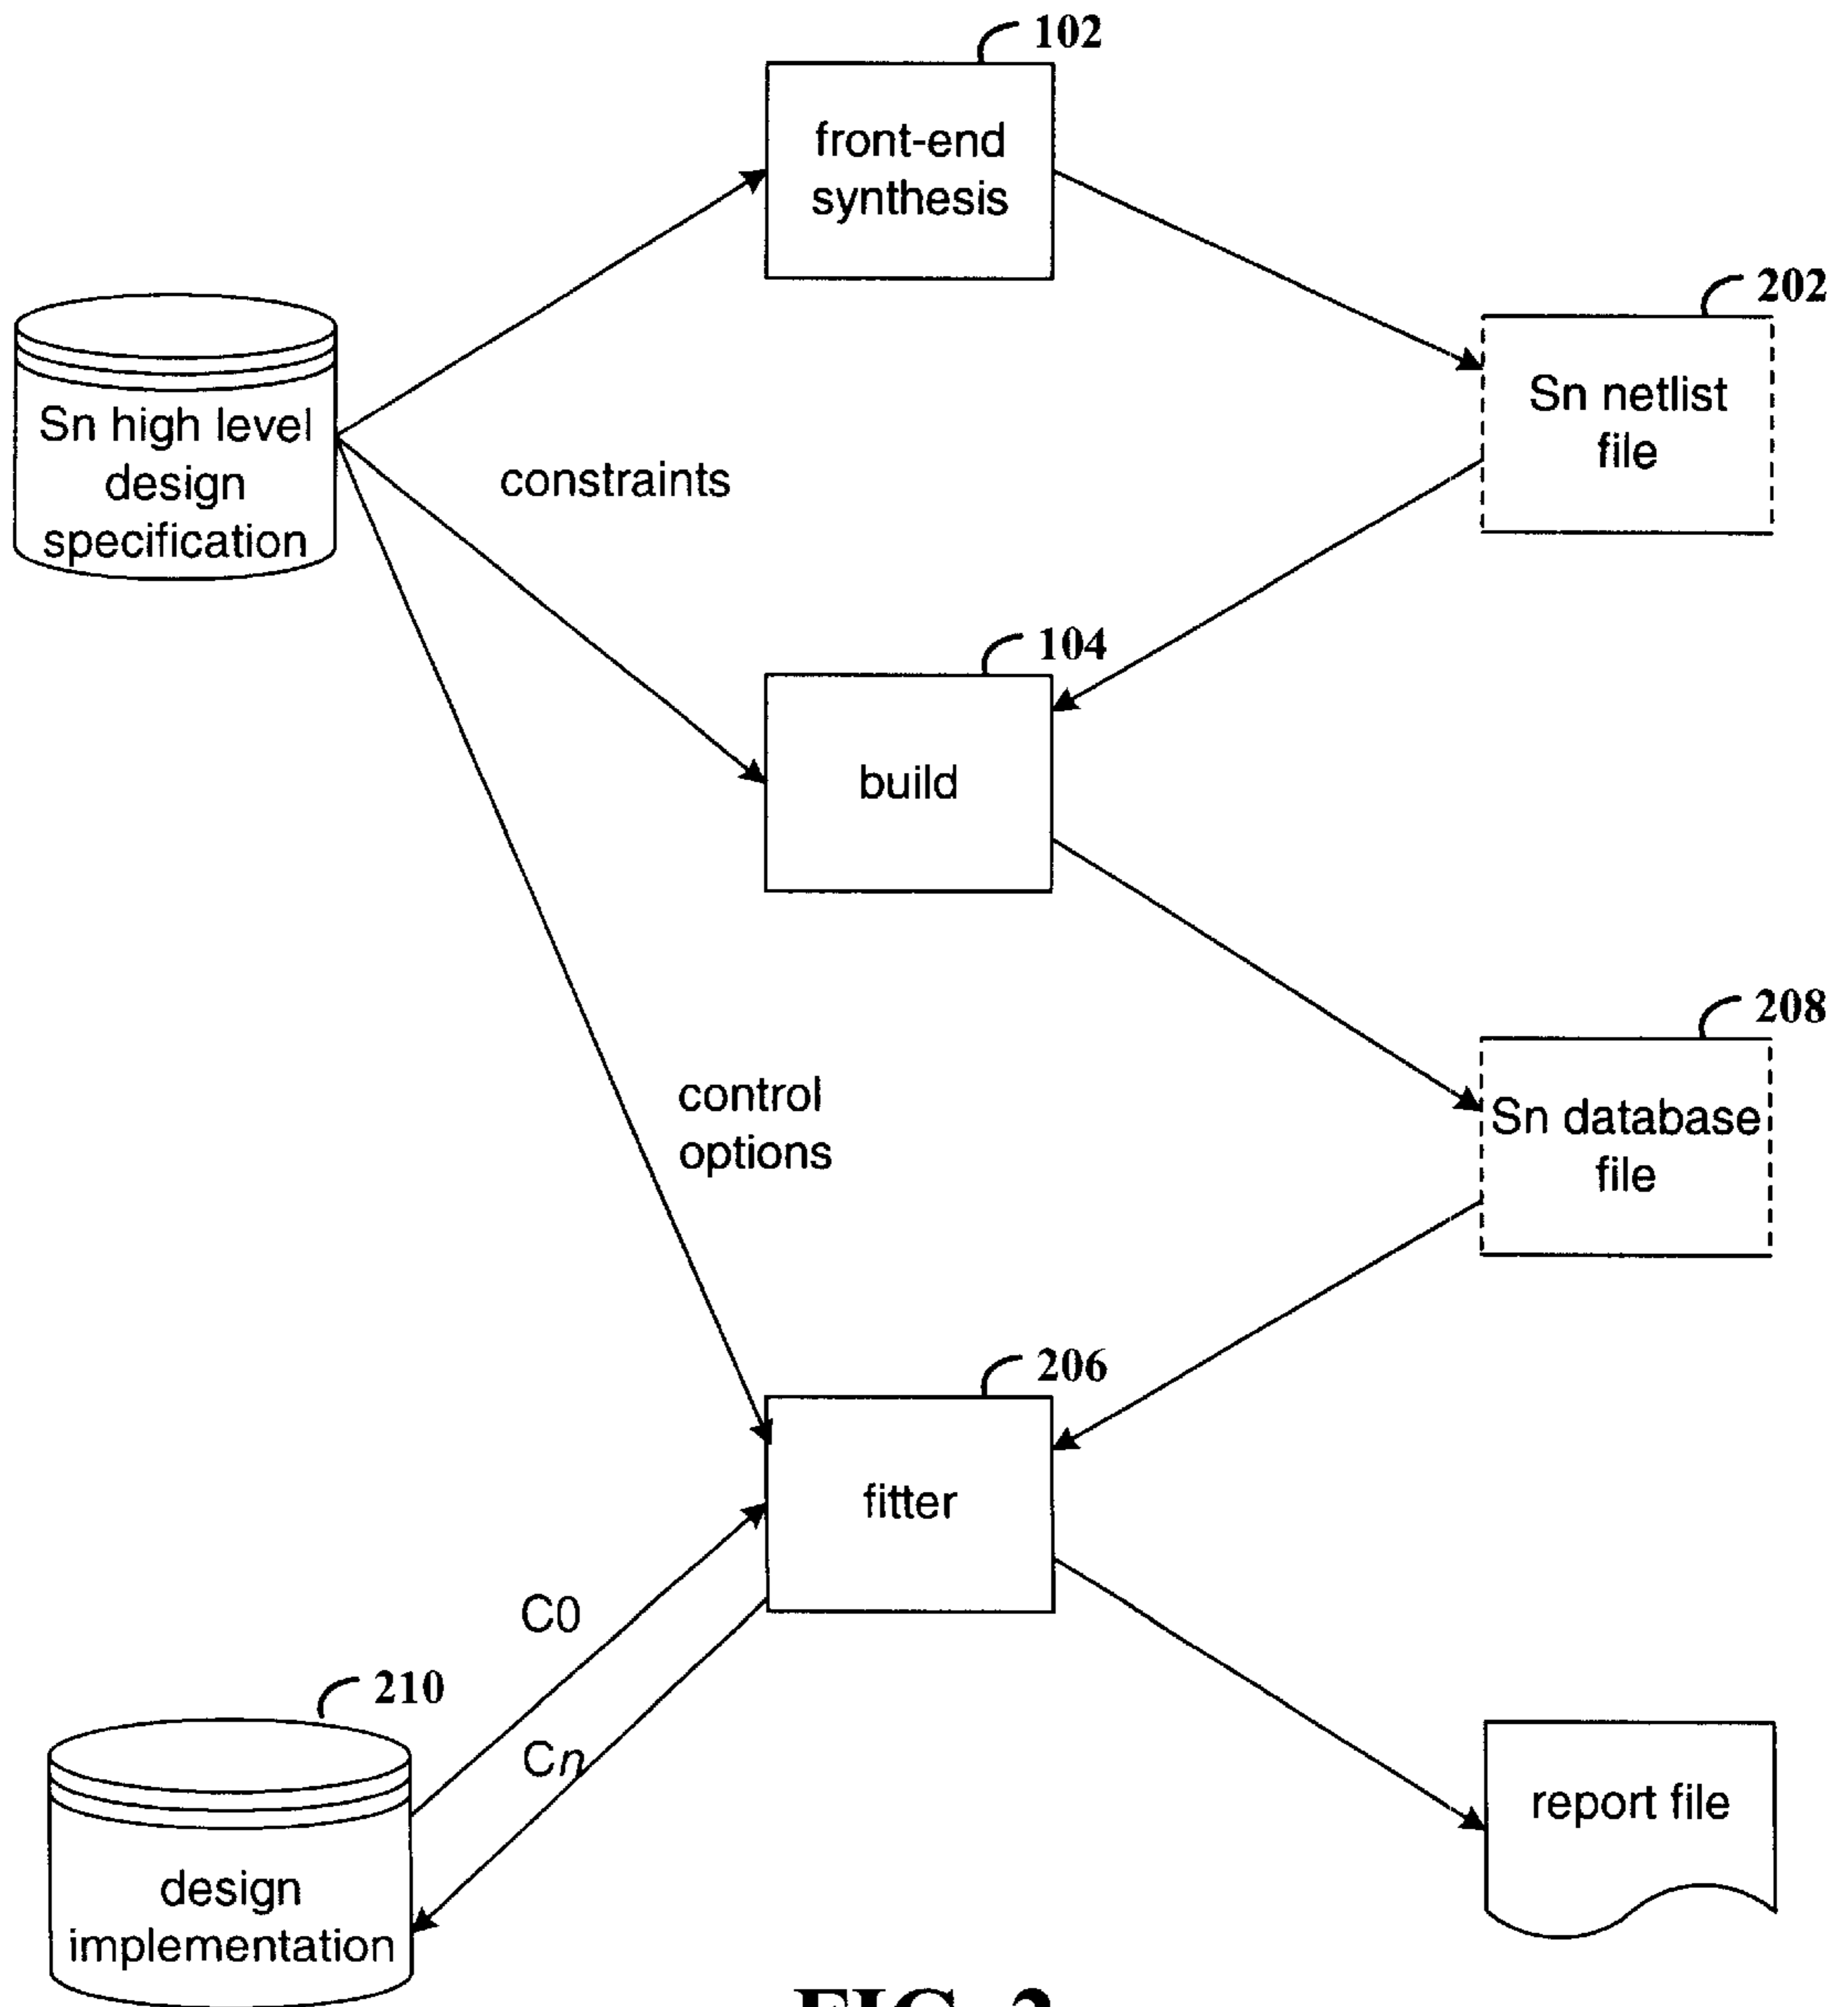 102
front-end
synthesis
202
Sn netlist
file
Sn high level
design
specification
constraints
104
build
208
Sn database
file
control
options
206
fitter
C0
Cn
210
design
implementation
report file